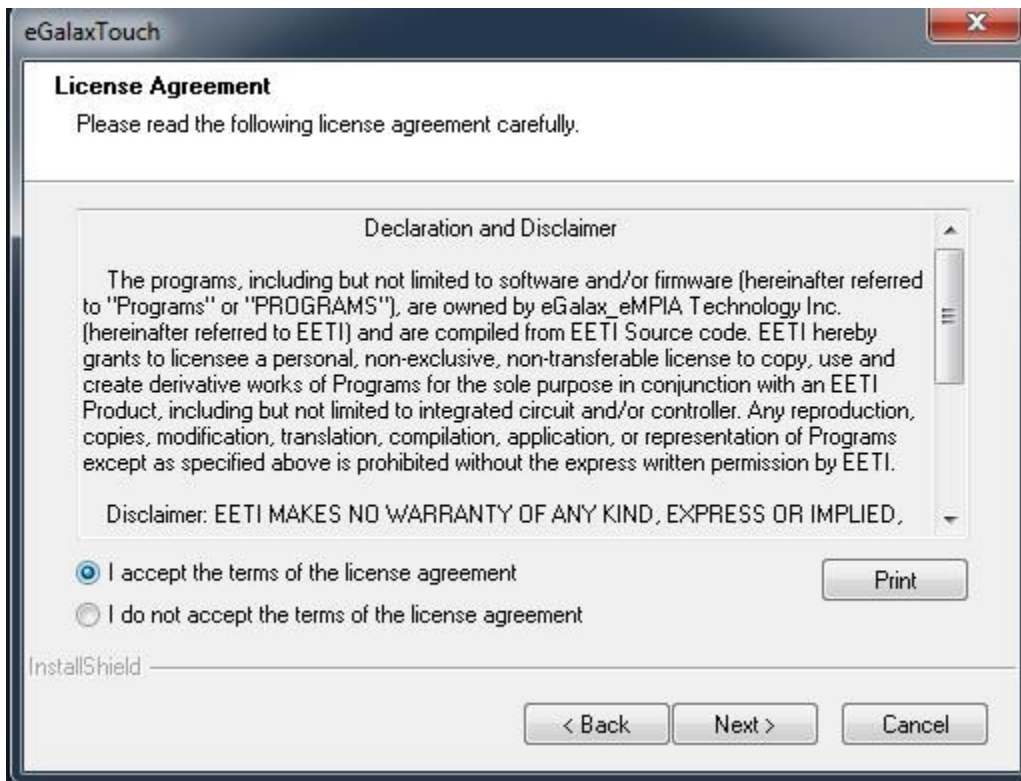 eGalaxTouch
License Agreement
Please read the following license agreement carefully.
Declaration and Disclaimer
The programs, including but not limited to software and/or firmware (hereinafter referred
to "Programs" or "PROGRAMS"), are owned by eGalax_eMPIA Technology Inc.
(hereinafter referred to EETI) and are compiled from EETI Source code. EETI hereby
grants to licensee a personal, non-exclusive, non-transferable license to copy, use and
create derivative works of Programs for the sole purpose in conjunction with an EETI
Product, including but not limited to integrated circuit and/or controller. Any reproduction,
copies, modification, translation, compilation, application, or representation of Programs
except as specified above is prohibited without the express written permission by EETI.
Disclaimer: EETI MAKES NO WARRANTY OF ANY KIND, EXPRESS OR IMPLIED,
I accept the terms of the license agreement
Print
I do not accept the terms of the license agreement
InstallShield
< Back Next > Cancel